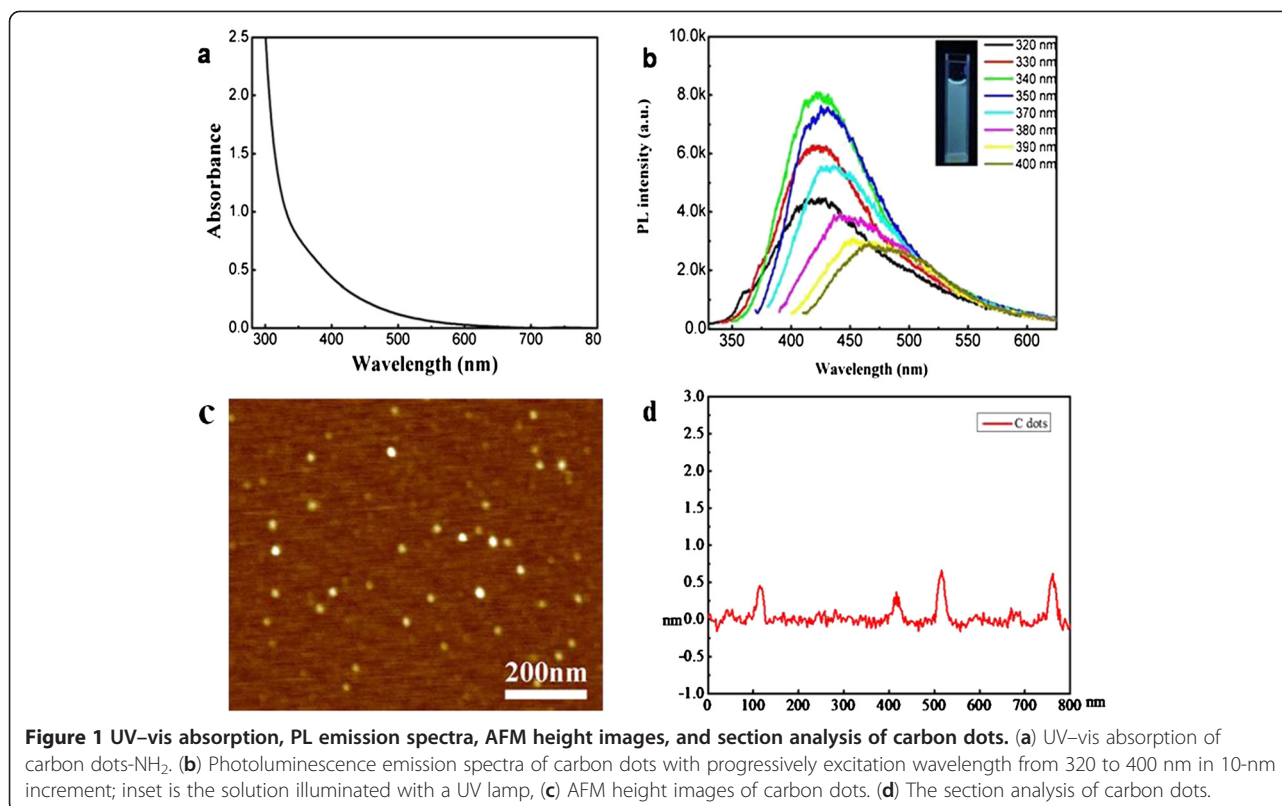 a
2.5
2.0
1.5
1.0
0.5
0.0
Absorbance
300 400 500 600 700 80
Wavelength (nm)
b
10.0k
8.0k
6.0k
4.0k
2.0k
0.0
PL intensity (a.u.)
320 nm
330 nm
340 nm
350 nm
370 nm
380 nm
390 nm
400 nm
350 400 450 500 550 600
Wavelength (nm)
c
200nm
d
3.0
2.5
2.0
1.5
1.0
0.5
nm 0.0
-0.5
-1.0
C dots
0 100 200 300 400 500 600 700 800 nm
Figure 1 UV–vis absorption, PL emission spectra, AFM height images, and section analysis of carbon dots. (a) UV–vis absorption of
carbon dots-NH₂. (b) Photoluminescence emission spectra of carbon dots with progressively excitation wavelength from 320 to 400 nm in 10-nm
increment; inset is the solution illuminated with a UV lamp, (c) AFM height images of carbon dots. (d) The section analysis of carbon dots.